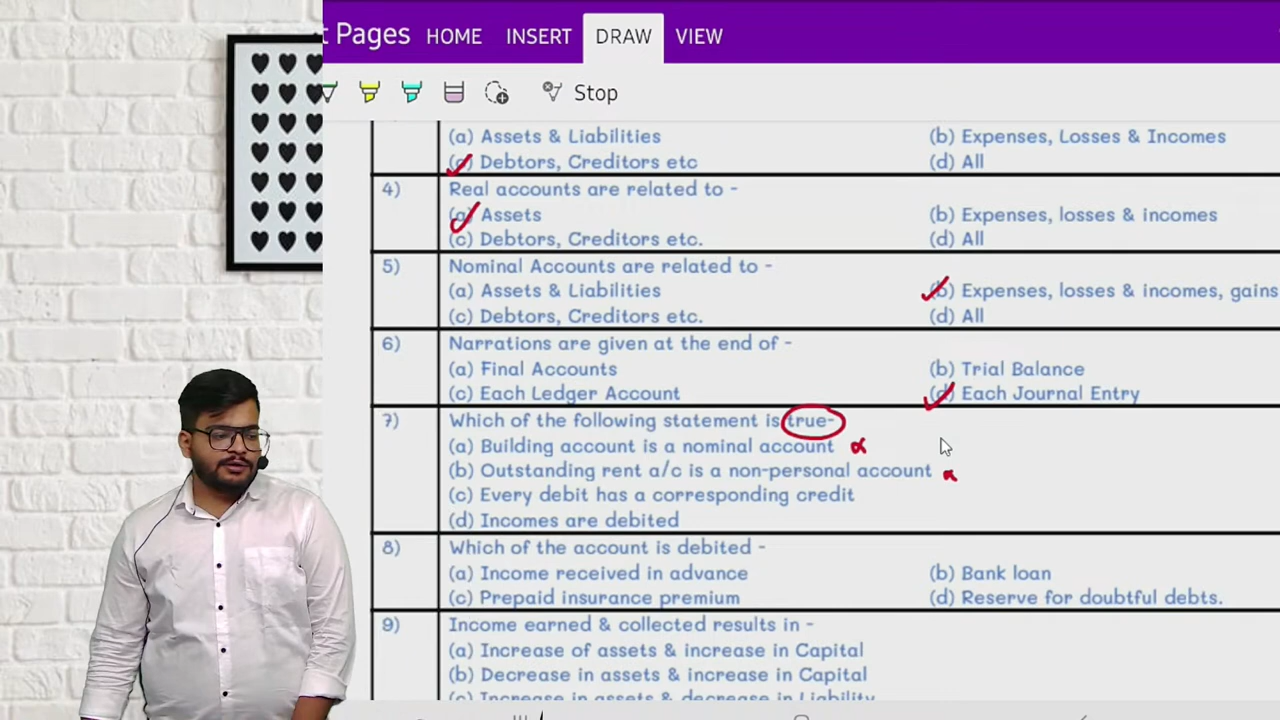 t Pages HOME INSERT DRAW VIEW
Stop
(a) Assets & Liabilities (b) Expenses, Losses & Incomes
(c) Debtors, Creditors etc (d) All
4) Real accounts are related to -
(a) Assets (b) Expenses, losses & incomes
(c) Debtors, Creditors etc. (d) All
5) Nominal Accounts are related to -
(a) Assets & Liabilities (b) Expenses, losses & incomes, gains
(c) Debtors, Creditors etc. (d) All
6) Narrations are given at the end of -
(a) Final Accounts (b) Trial Balance
(c) Each Ledger Account (d) Each Journal Entry
7) Which of the following statement is true-
(a) Building account is a nominal account
(b) Outstanding rent a/c is a non-personal account
(c) Every debit has a corresponding credit
(d) Incomes are debited
8) Which of the account is debited -
(a) Income received in advance (b) Bank loan
(c) Prepaid insurance premium (d) Reserve for doubtful debts.
9) Income earned & collected results in -
(a) Increase of assets & increase in Capital
(b) Decrease in assets & increase in Capital
(c) Increase in assets & decrease in Liability